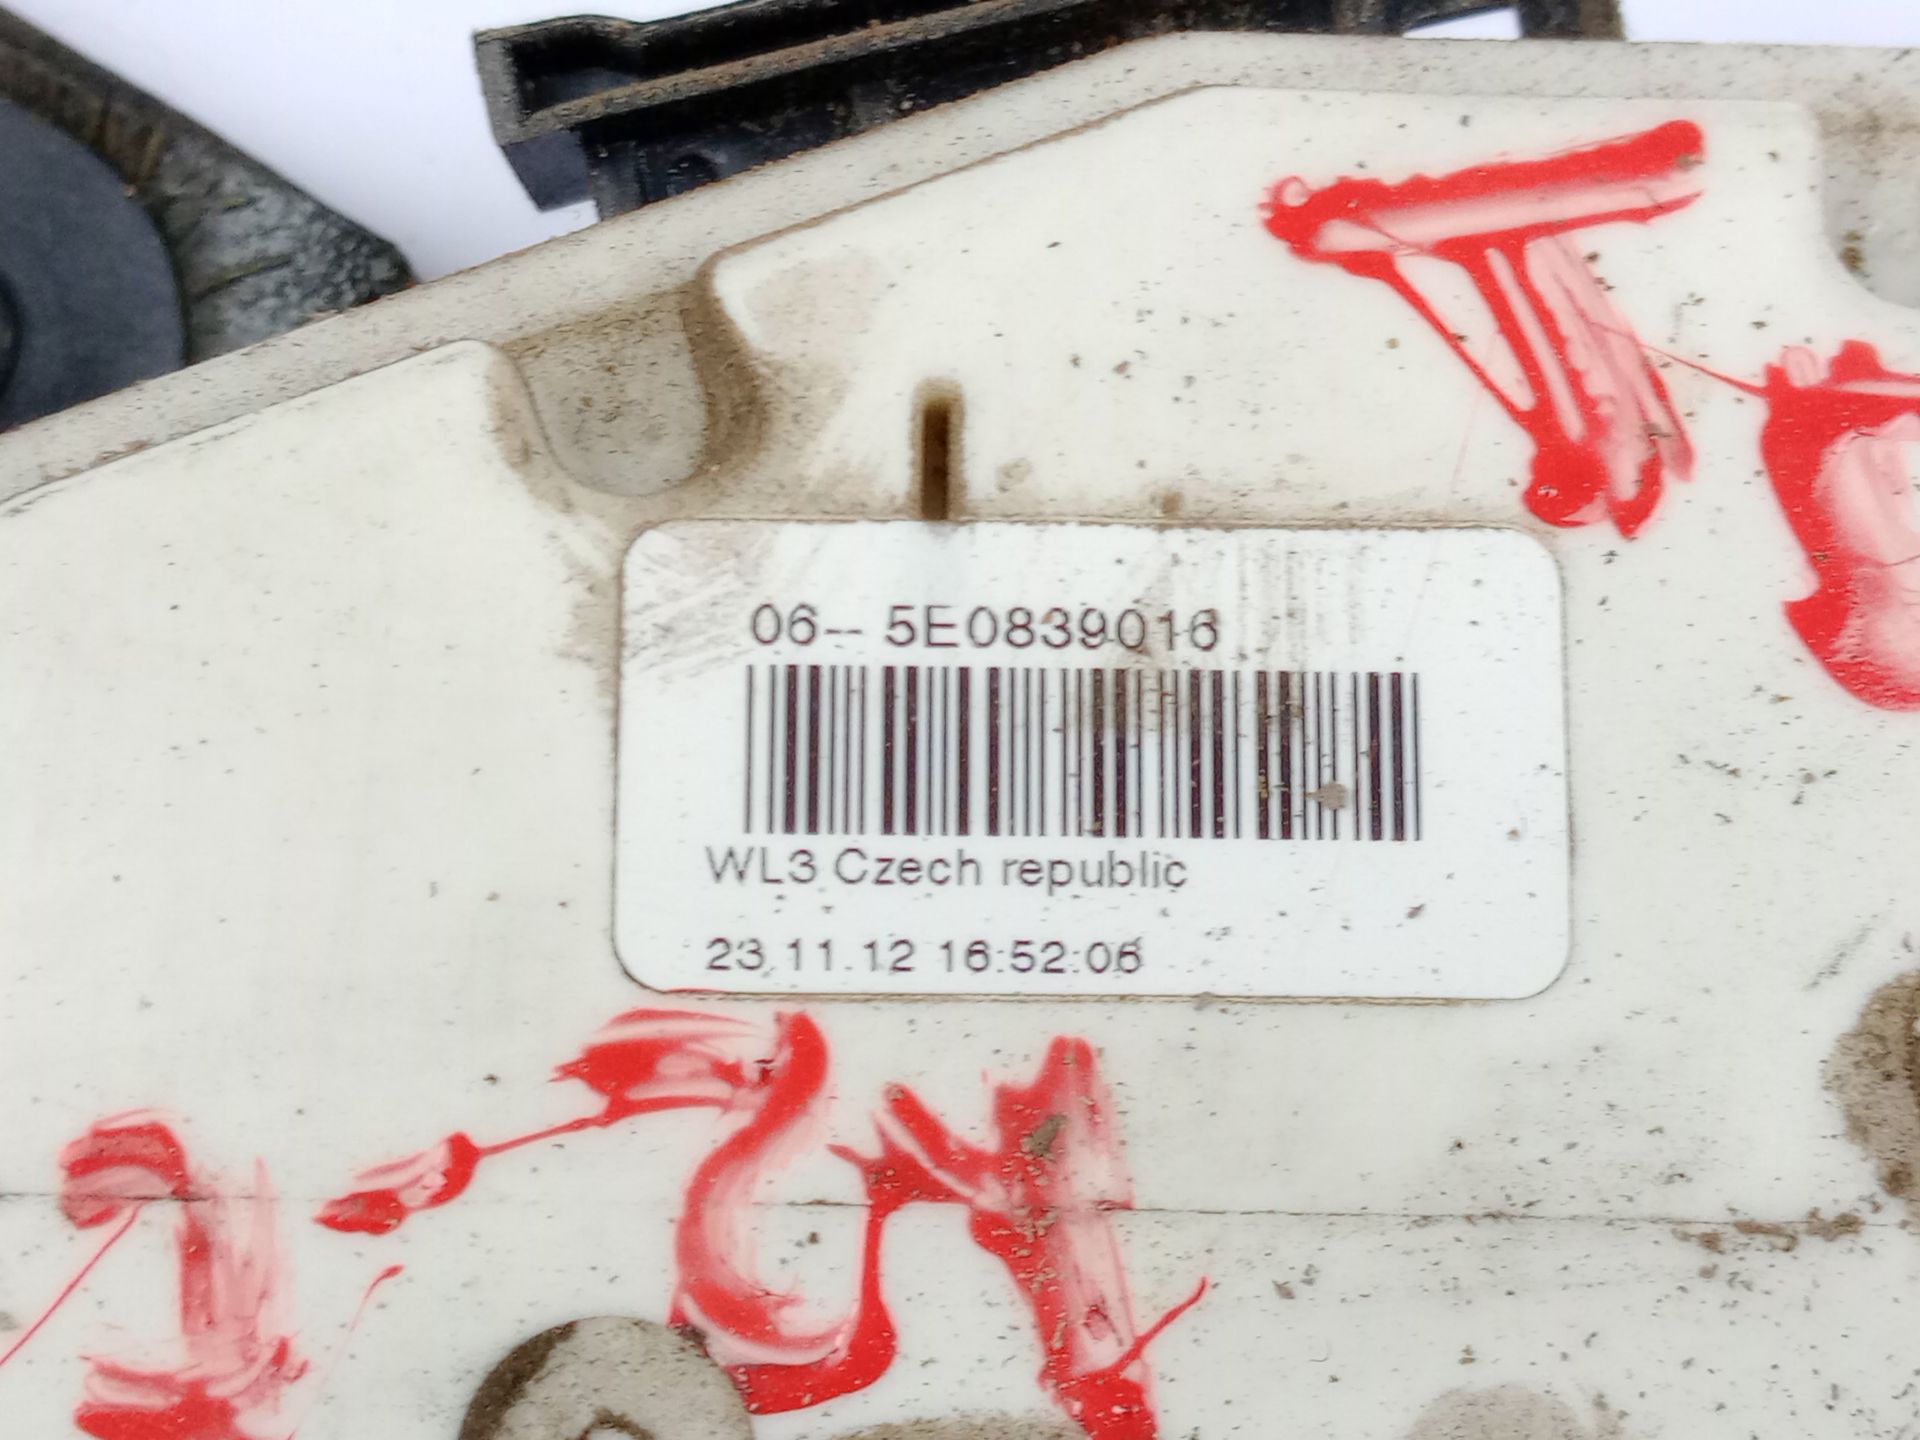 T
06-- 5E0839016
WL3 Czech republic
23.11.12 16:52:06